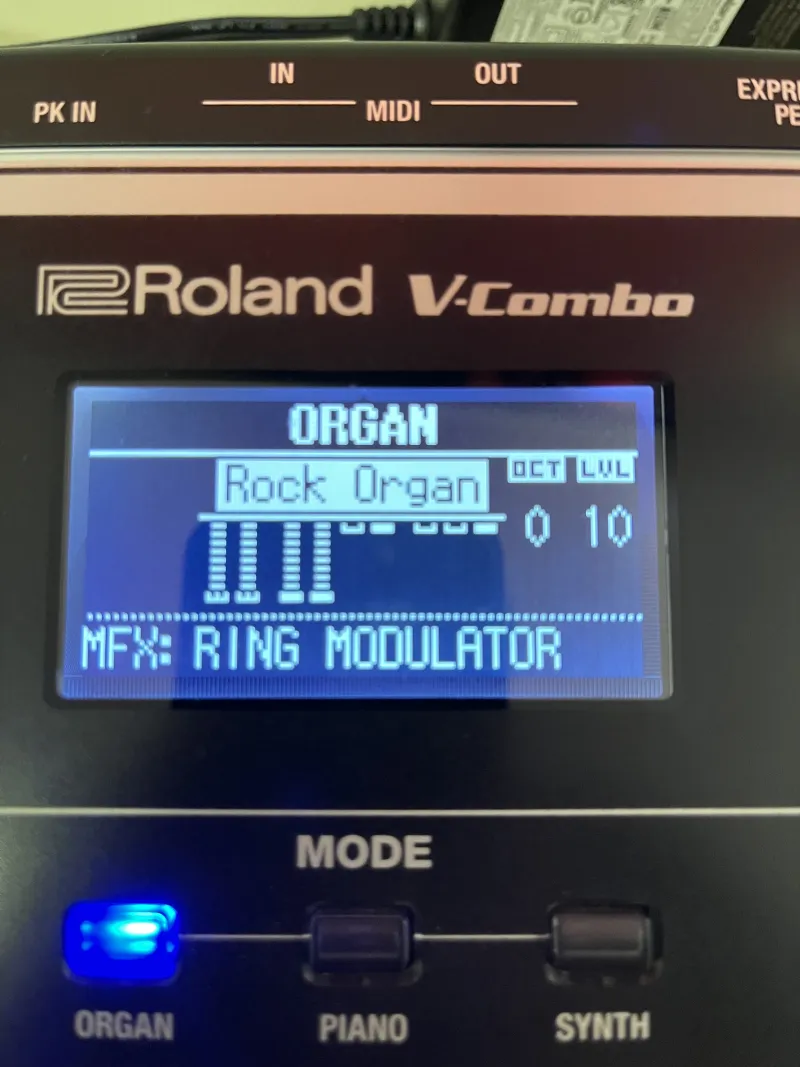 IN OUT
PK IN MIDI
Roland V-Combo
ORGAN
Rock Organ OCT LVL
0 10
MFX: RING MODULATOR
MODE
ORGAN PIANO SYNTH